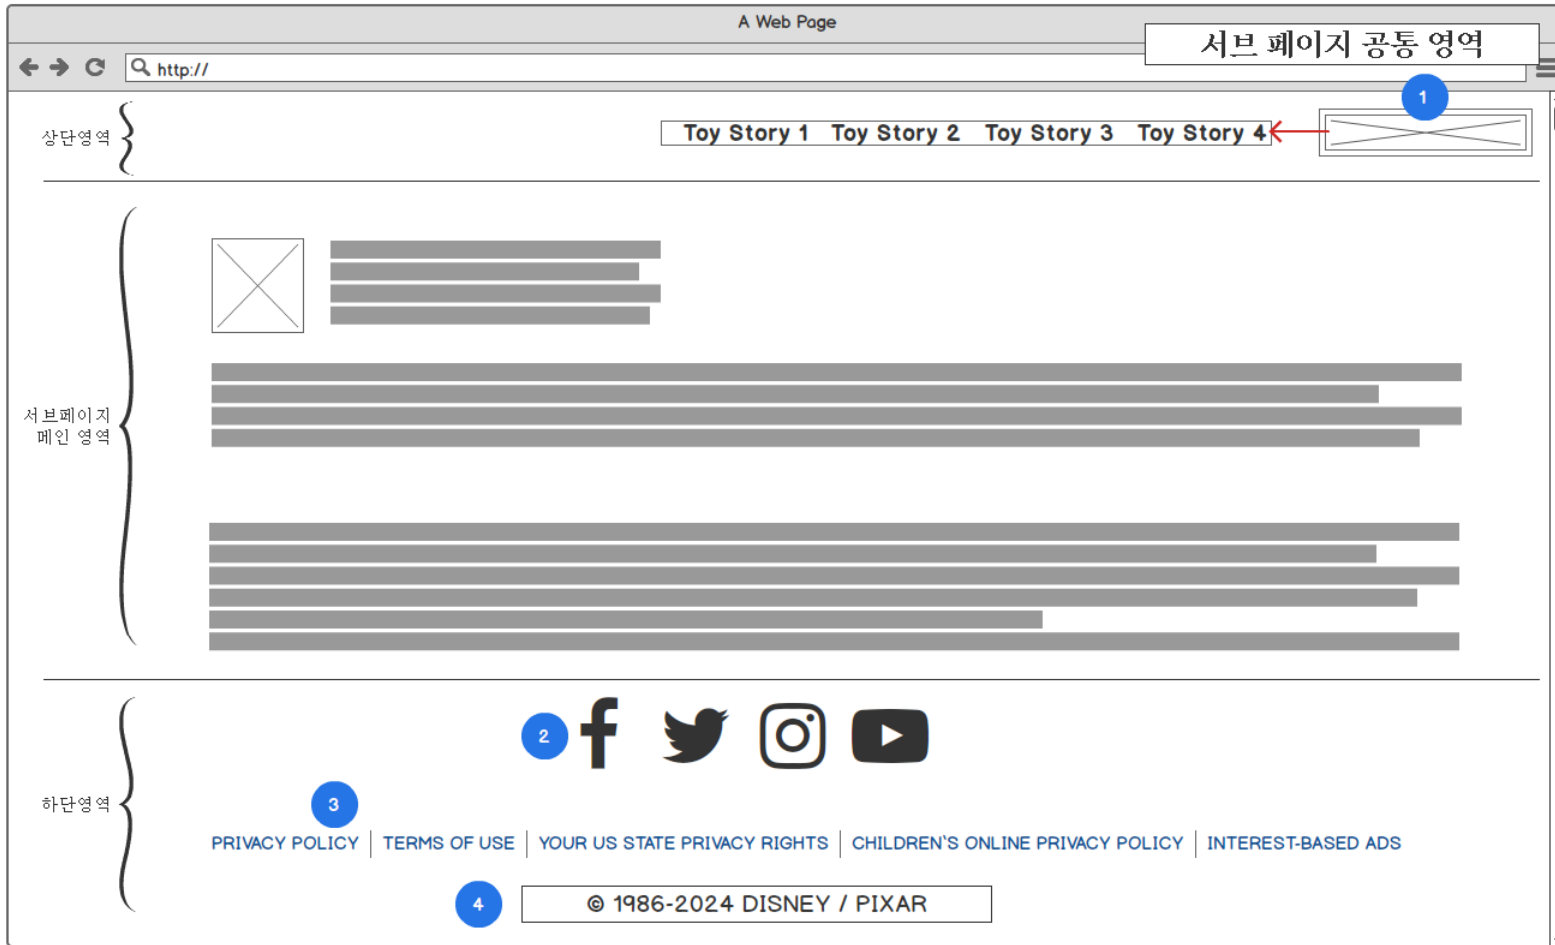 A Web Page
서브 페이지 공통 영역
http://
1
상단영역
Toy Story 1 Toy Story 2 Toy Story 3 Toy Story 4
서브페이지
메인 영역
2
하단영역
3
PRIVACY POLICY TERMS OF USE YOUR US STATE PRIVACY RIGHTS CHILDREN'S ONLINE PRIVACY POLICY INTEREST-BASED ADS
4
© 1986-2024 DISNEY / PIXAR